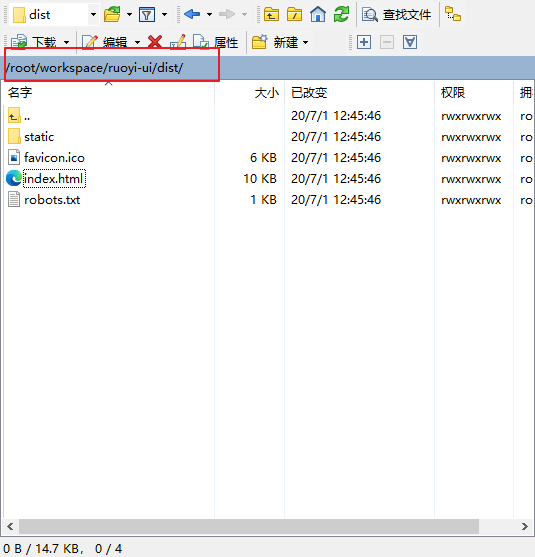 dist 查找文件
下载 编辑 属性 新建
/root/workspace/ruoyi-ui/dist/
名字 大小 已改变 权限 拥
.. 20/7/1 12:45:46 rwxrwxrwx ro
static 20/7/1 12:45:46 rwxrwxrwx ro
favicon.ico 6 KB 20/7/1 12:45:46 rwxrwxrwx ro
index.html 10 KB 20/7/1 12:45:46 rwxrwxrwx ro
robots.txt 1 KB 20/7/1 12:45:46 rwxrwxrwx ro
0 B / 14.7 KB， 0 / 4